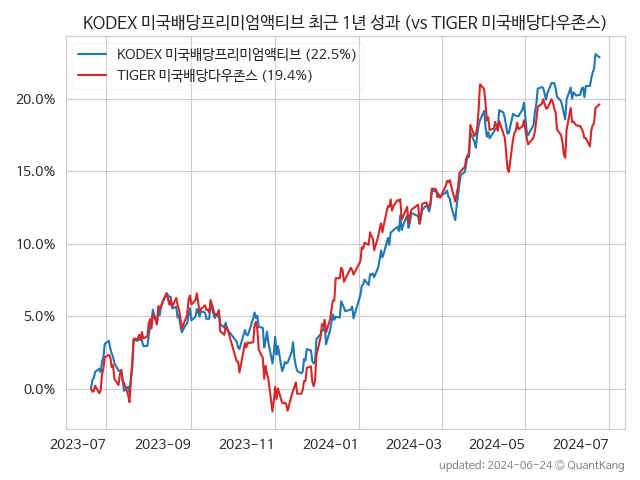 KODEX 미국배당프리미엄액티브 최근 1년 성과 (vs TIGER 미국배당다우존스)
KODEX 미국배당프리미엄액티브 (22.5%)
TIGER 미국배당다우존스 (19.4%)
20.0%
15.0%
10.0%
5.0%
0.0%
2023-07 2023-09 2023-11 2024-01 2024-03 2024-05 2024-07
updated: 2024-06-24 © QuantKang